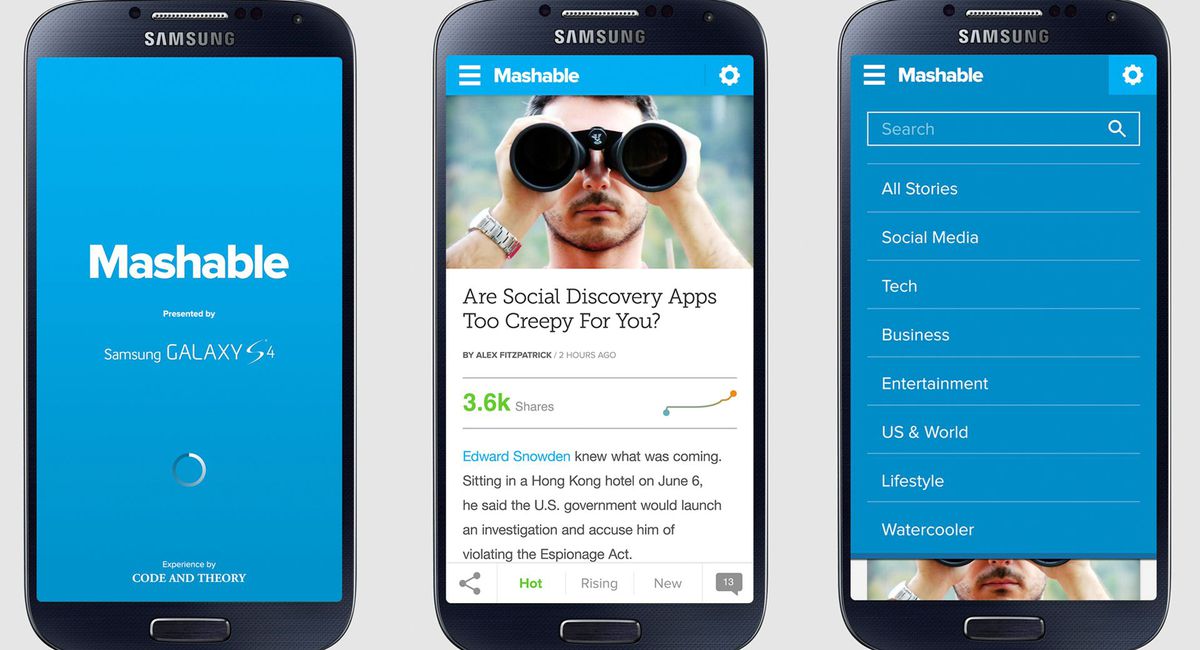 SAMSUNG
Mashable
Presented by
Samsung GALAXY S4
Experience by
CODE AND THEORY
SAMSUNG
Mashable
Are Social Discovery Apps
Too Creepy For You?
BY ALEX FITZPATRICK / 2 HOURS AGO
3.6k Shares
Edward Snowden knew what was coming.
Sitting in a Hong Kong hotel on June 6,
he said the U.S. government would launch
an investigation and accuse him of
violating the Espionage Act.
Hot Rising New 13
SAMSUNG
Mashable
Search
All Stories
Social Media
Tech
Business
Entertainment
US & World
Lifestyle
Watercooler